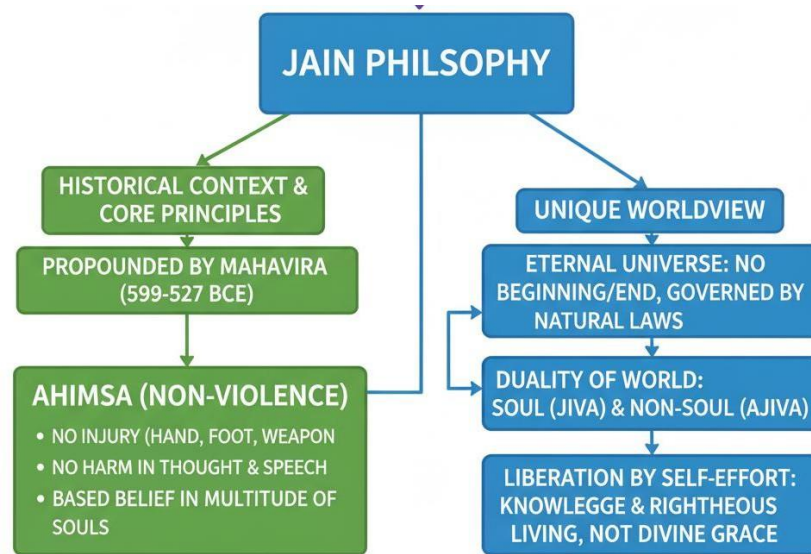 JAIN PHILSOPHY
HISTORICAL CONTEXT &
CORE PRINCIPLES
PROPOUNDED BY MAHAVIRA
(599-527 BCE)
AHIMSA (NON-VIOLENCE)
• NO INJURY (HAND, FOOT, WEAPON
• NO HARM IN THOUGHT & SPEECH
• BASED BELIEF IN MULTITUDE OF
SOULS
UNIQUE WORLDVIEW
ETERNAL UNIVERSE: NO
BEGINNING/END, GOVERNED BY
NATURAL LAWS
DUALITY OF WORLD:
SOUL (JIVA) & NON-SOUL (AJIVA)
LIBERATION BY SELF-EFFORT:
KNOWLEGGE & RIGHTHEOUS
LIVING, NOT DIVINE GRACE